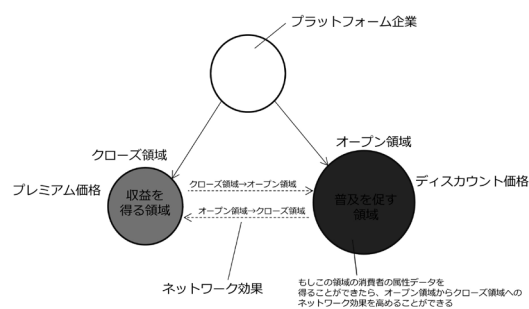 プラットフォーム企業
オープン領域
クローズ領域
プレミアム価格
ディスカウント価格
収益を
得る領域
クローズ領域→オープン領域
オープン領域→クローズ領域
普及を促す
領域
ネットワーク効果
もしこの領域の消費者の属性データを
得ることができたら、オープン領域からクローズ領域への
ネットワーク効果を高めることができる